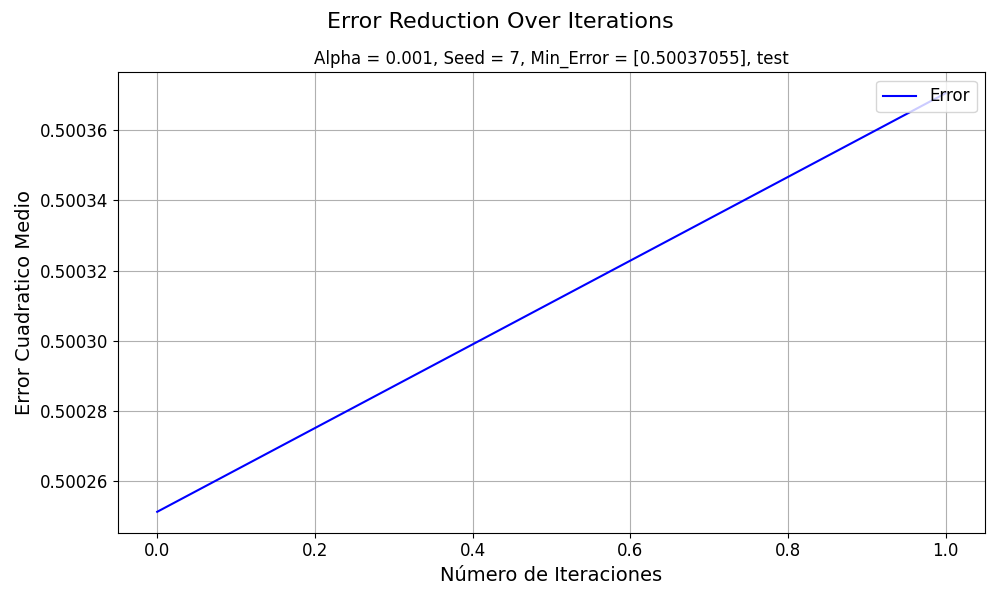 Error Reduction Over Iterations
Alpha = 0.001, Seed = 7, Min_Error = [0.50037055], test
Error
Error Cuadratico Medio
0.50036
0.50034
0.50032
0.50030
0.50028
0.50026
0.0 0.2 0.4 0.6 0.8 1.0
Número de Iteraciones